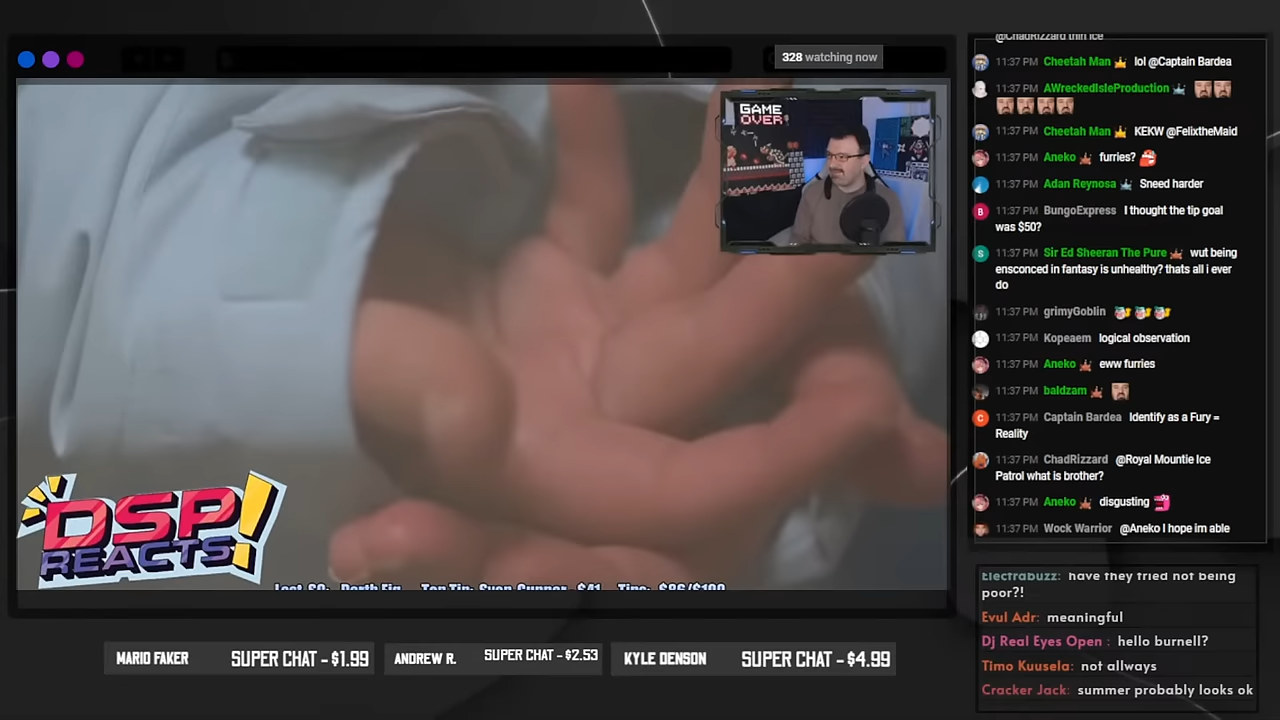 328 watching now
GAME
OVER!
DSP
REACTS!
Tips: $86/$100
MARIO FAKER SUPER CHAT - $1.99
ANDREW R. SUPER CHAT - $2.53
KYLE DENSON SUPER CHAT - $4.99
@ChadRizzard thin ice
11:37 PM Cheetah Man lol @Captain Bardea
11:37 PM AWreckedIsleProduction
11:37 PM Cheetah Man KEKW @FelixtheMaid
11:37 PM Aneko furries?
11:37 PM Adan Reynosa Sneed harder
11:37 PM BungoExpress I thought the tip goal
was $50?
11:37 PM Sir Ed Sheeran The Pure wut being
ensconced in fantasy is unhealthy? thats all i ever
do
11:37 PM grimyGoblin
11:37 PM Kopeaem logical observation
11:37 PM Aneko eww furries
11:37 PM baldzam
11:37 PM Captain Bardea Identify as a Fury =
Reality
11:37 PM ChadRizzard @Royal Mountie Ice
Patrol what is brother?
11:37 PM Aneko disgusting
11:37 PM Wock Warrior @Aneko I hope im able
Electrabuzz: have they tried not being
poor?!
Evul Adr: meaningful
Dj Real Eyes Open : hello burnell?
Timo Kuusela: not allways
Cracker Jack: summer probably looks ok